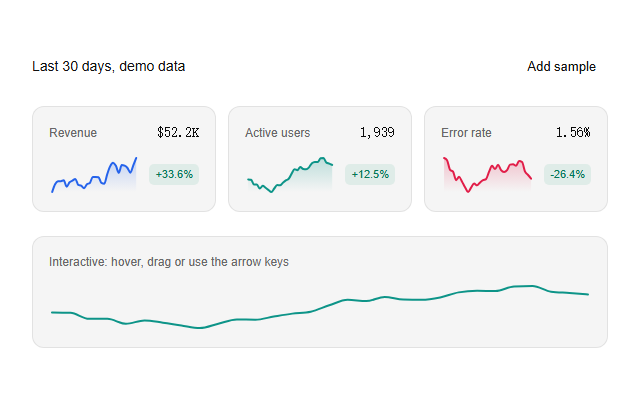 Last 30 days, demo data
Add sample
Revenue
$52.2K
+33.6%
Active users
1,939
+12.5%
Error rate
1.56%
-26.4%
Interactive: hover, drag or use the arrow keys